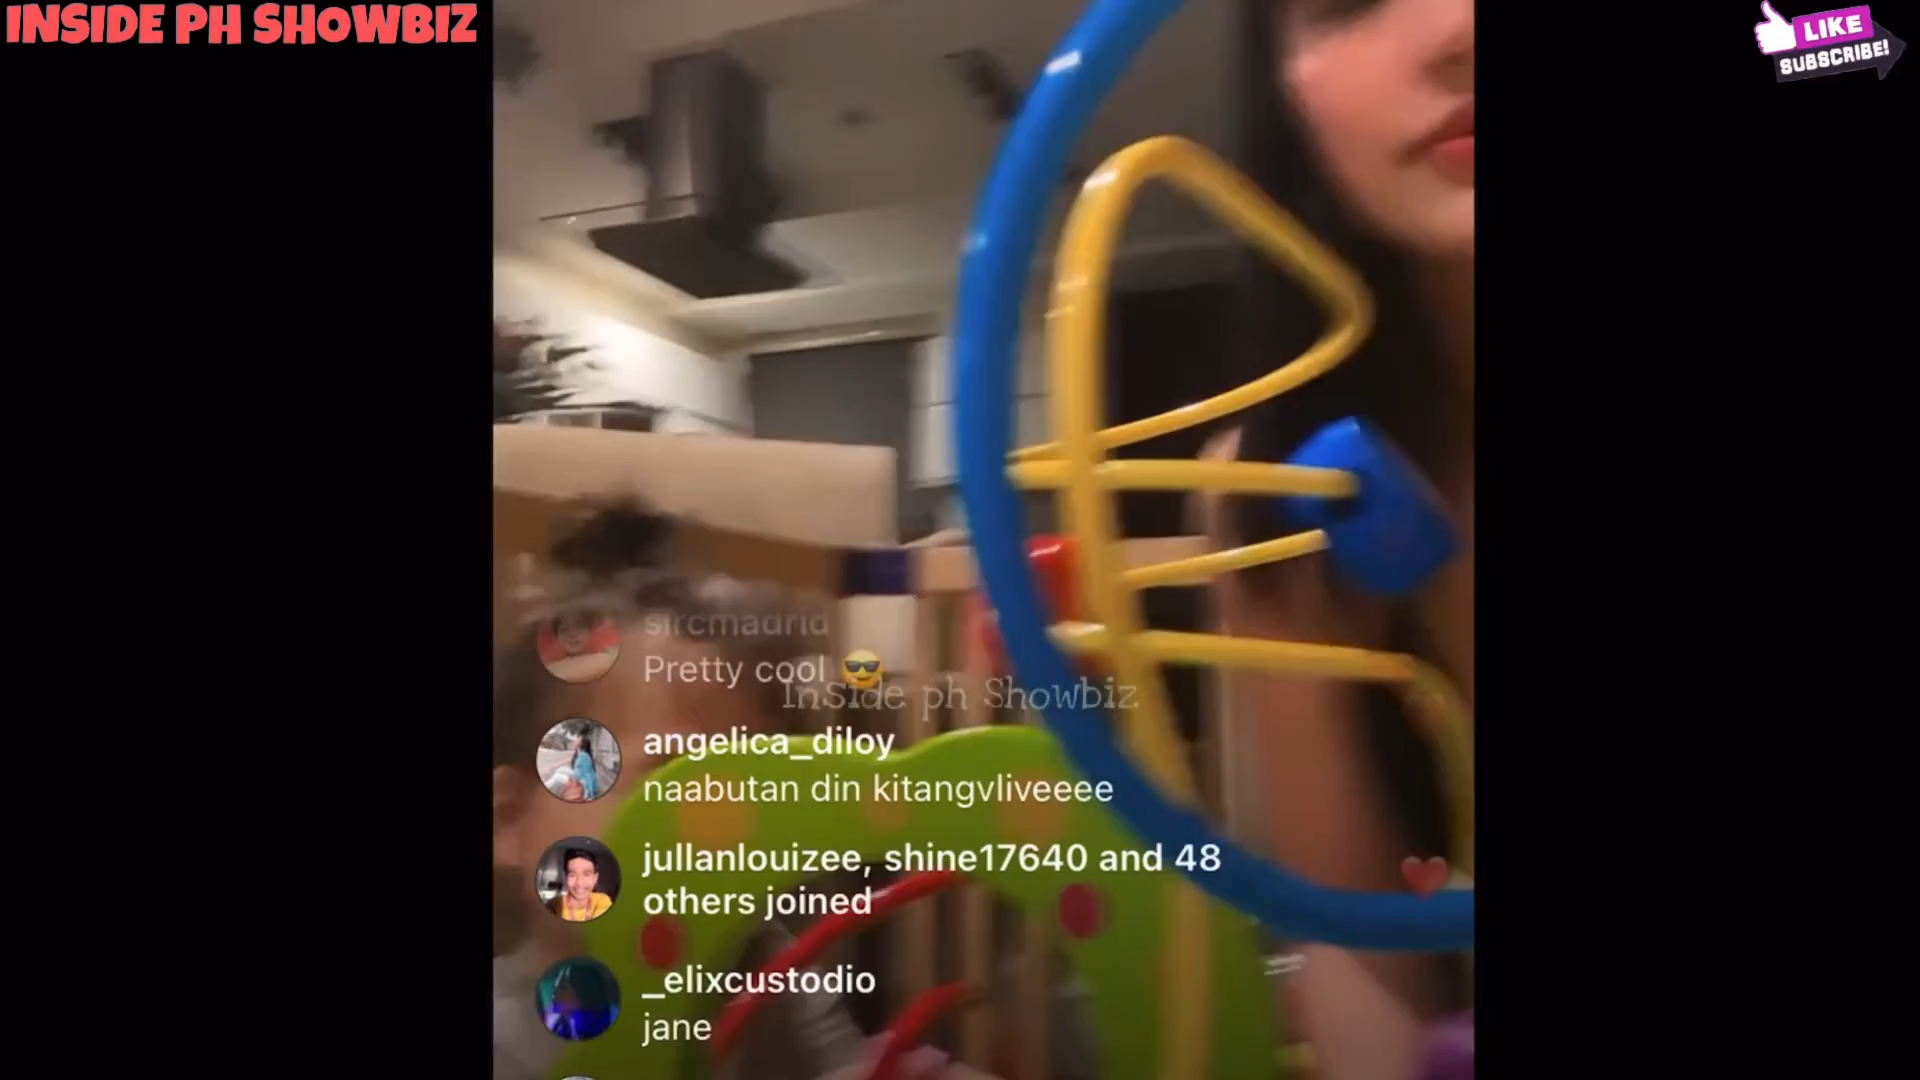 INSIDE PH SHOWBIZ
LIKE
SUBSCRIBE!
sircmadrid
Pretty cool 😎
InSide ph Showbiz
angelica_diloy
naabutan din kitangvliveeee
jullanlouizee, shine17640 and 48
others joined
_elixcustodio
jane